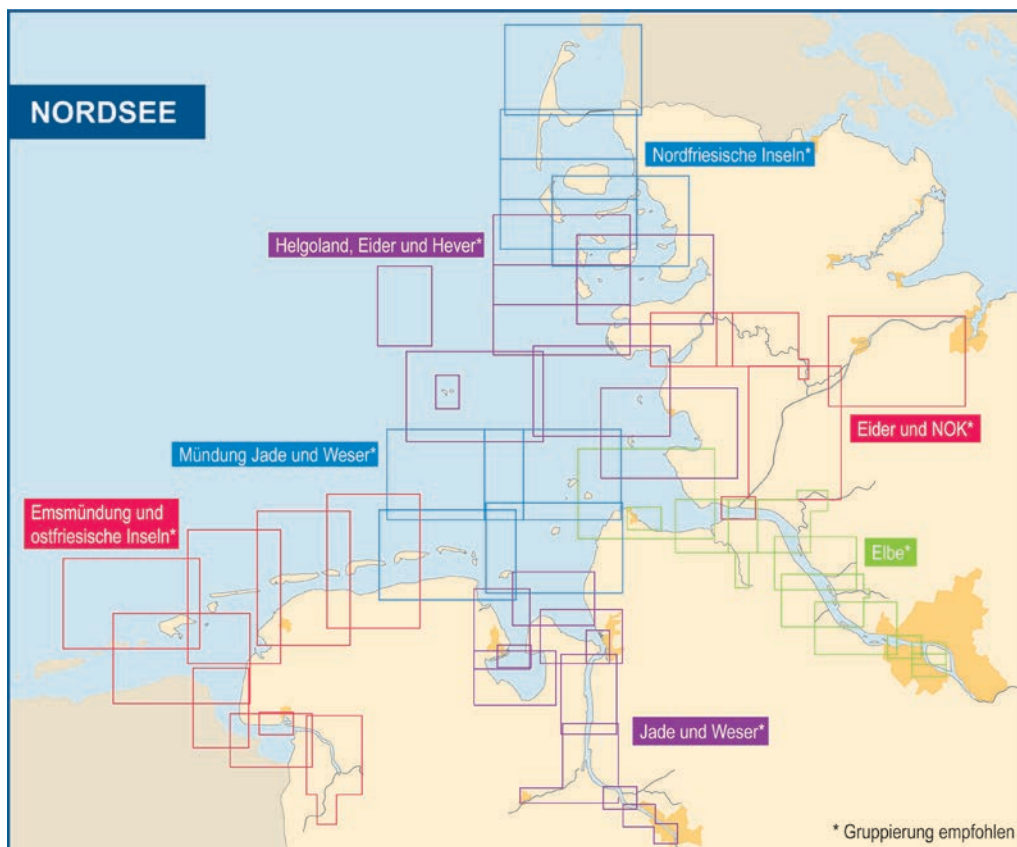 NORDSEE
Nordfriesische Inseln*
Helgoland, Eider und Hever*
Eider und NOK*
Mündung Jade und Weser*
Emsmündung und
ostfriesische Inseln*
Elbe*
Jade und Weser*
* Gruppierung empfohlen